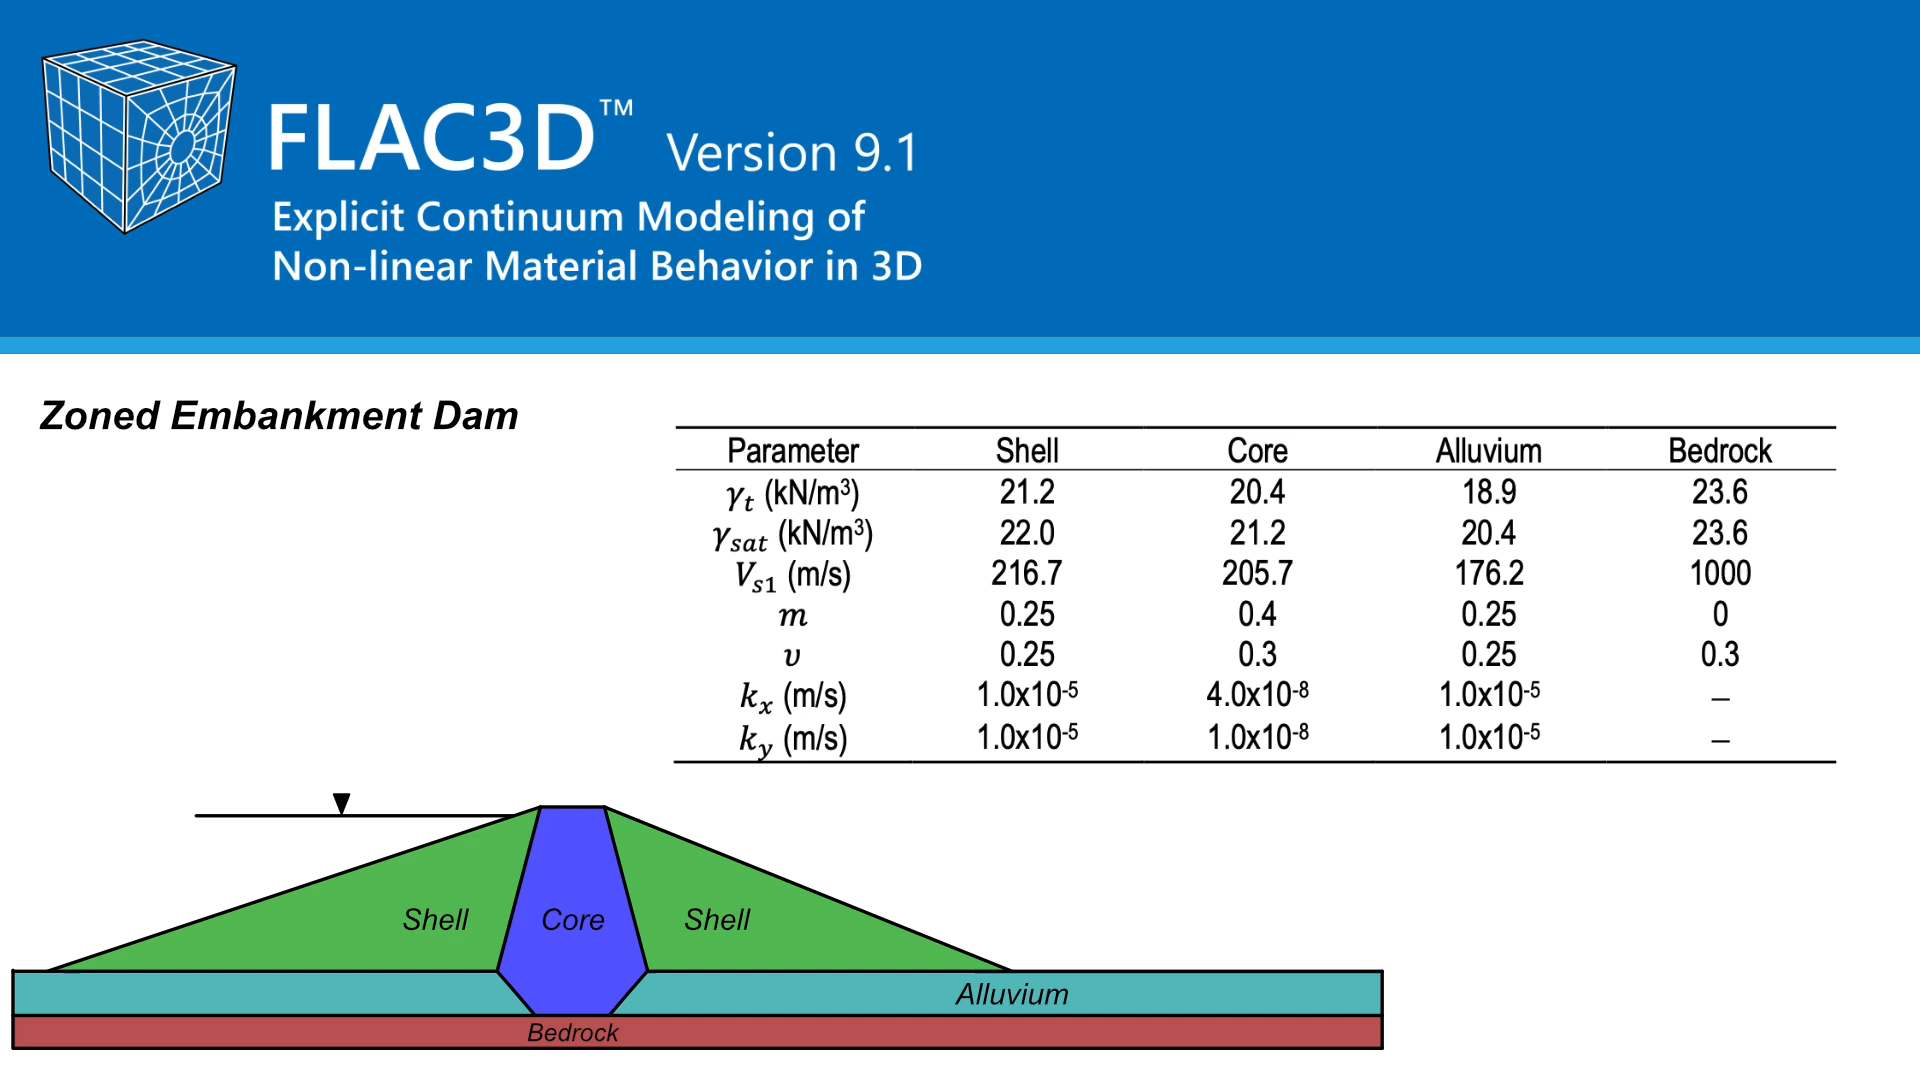 FLAC3D™ Version 9.1
Explicit Continuum Modeling of
Non-linear Material Behavior in 3D
Zoned Embankment Dam
Parameter Shell Core Alluvium Bedrock
γt (kN/m³) 21.2 20.4 18.9 23.6
γsat (kN/m³) 22.0 21.2 20.4 23.6
Vs1 (m/s) 216.7 205.7 176.2 1000
m 0.25 0.4 0.25 0
υ 0.25 0.3 0.25 0.3
kx (m/s) 1.0x10⁻⁵ 4.0x10⁻⁸ 1.0x10⁻⁵ –
ky (m/s) 1.0x10⁻⁵ 1.0x10⁻⁸ 1.0x10⁻⁵ –
Shell Core Shell
Alluvium
Bedrock